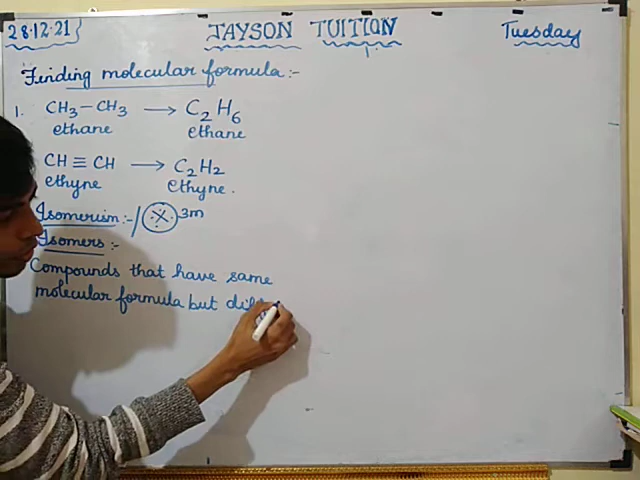 28.12.21 JAYSON TUITION Tuesday
Finding molecular formula:-
1. CH3-CH3 → C2H6
ethane ethane
CH≡CH → C2H2
ethyne Ethyne.
Isomerism:-/ 3m
Isomers:-
Compounds that have same
molecular formula but